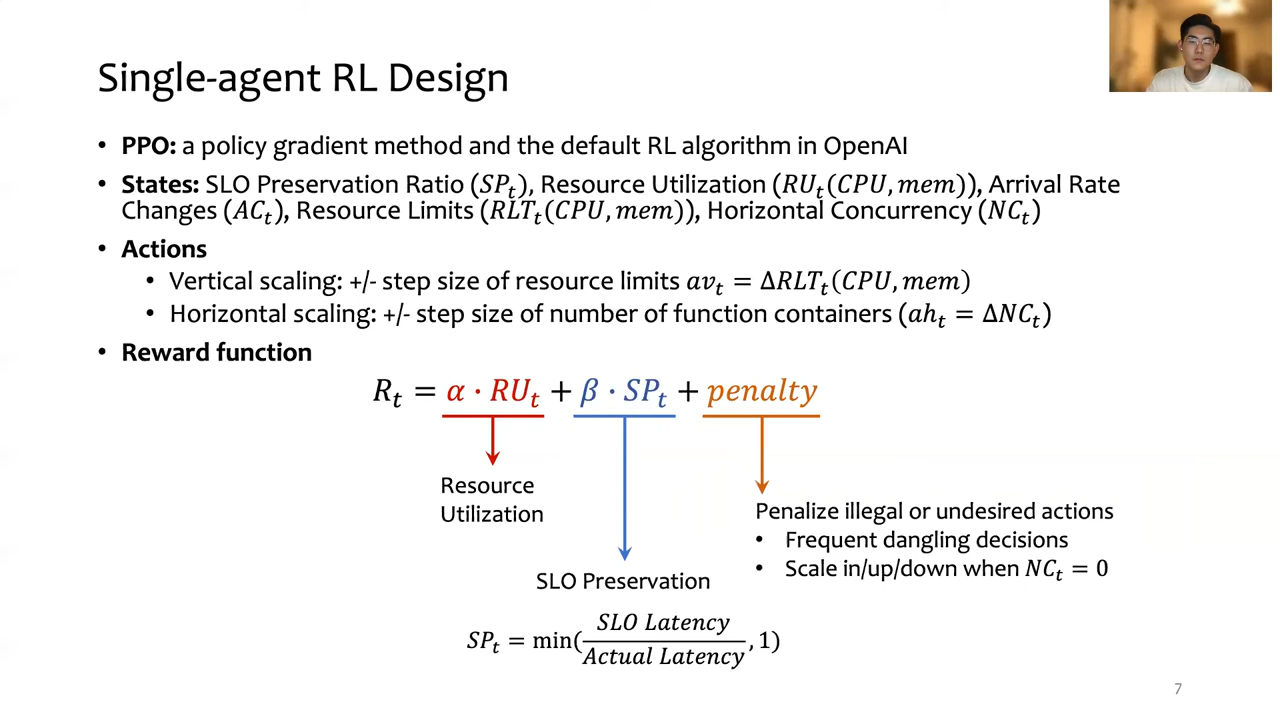 Single-agent RL Design
• PPO: a policy gradient method and the default RL algorithm in OpenAI
• States: SLO Preservation Ratio (SPₜ), Resource Utilization (RUₜ(CPU, mem)), Arrival Rate
Changes (ACₜ), Resource Limits (RLTₜ(CPU, mem)), Horizontal Concurrency (NCₜ)
• Actions
• Vertical scaling: +/- step size of resource limits avₜ = ΔRLTₜ(CPU, mem)
• Horizontal scaling: +/- step size of number of function containers (ahₜ = ΔNCₜ)
• Reward function
Rₜ = α · RUₜ + β · SPₜ + penalty
Resource
Utilization
SLO Preservation
SPₜ = min(SLO Latency/Actual Latency, 1)
Penalize illegal or undesired actions
• Frequent dangling decisions
• Scale in/up/down when NCₜ = 0
7